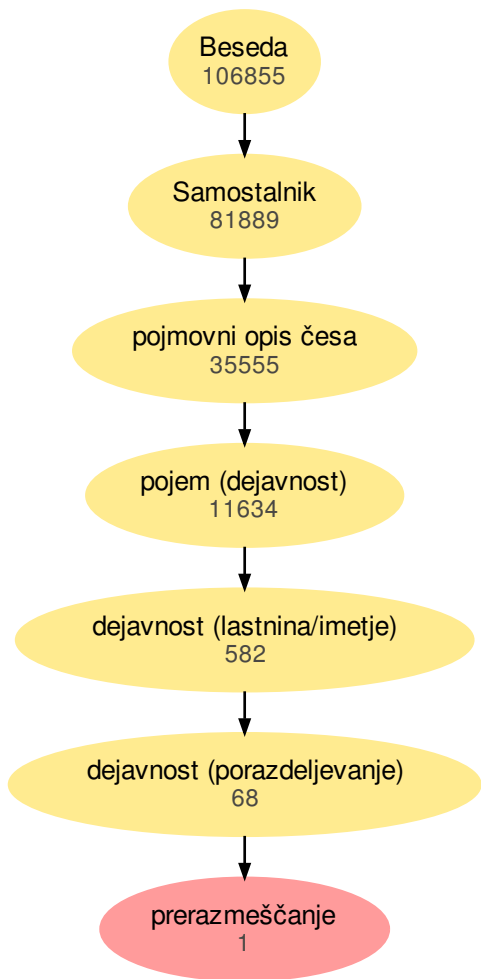 Beseda
106855
Samostalnik
81889
pojmovni opis česa
35555
pojem (dejavnost)
11634
dejavnost (lastnina/imetje)
582
dejavnost (porazdeljevanje)
68
prerazmeščanje
1